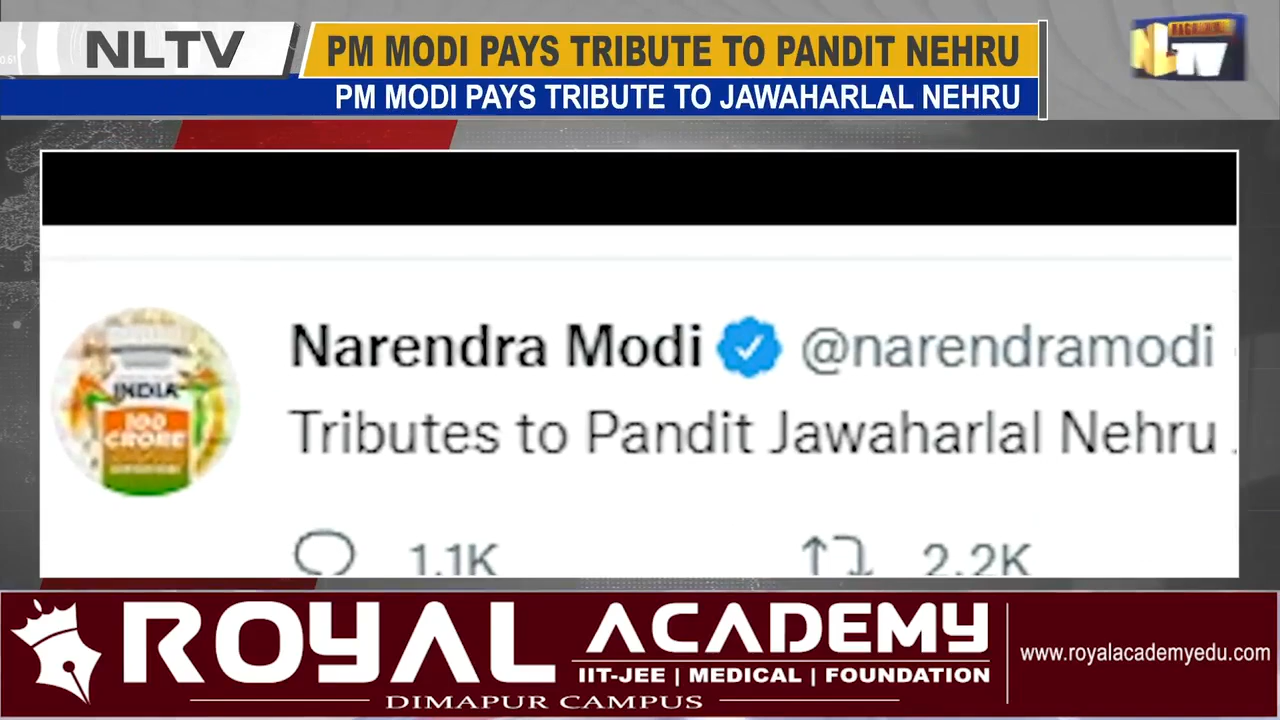 NLTV
PM MODI PAYS TRIBUTE TO PANDIT NEHRU
PM MODI PAYS TRIBUTE TO JAWAHARLAL NEHRU
NLTV
Narendra Modi @narendramodi
Tributes to Pandit Jawaharlal Nehru
INDIA
100
CRORE
1.1K 2.2K
ROYAL ACADEMY
IIT-JEE | MEDICAL | FOUNDATION
DIMAPUR CAMPUS
www.royalacademyedu.com